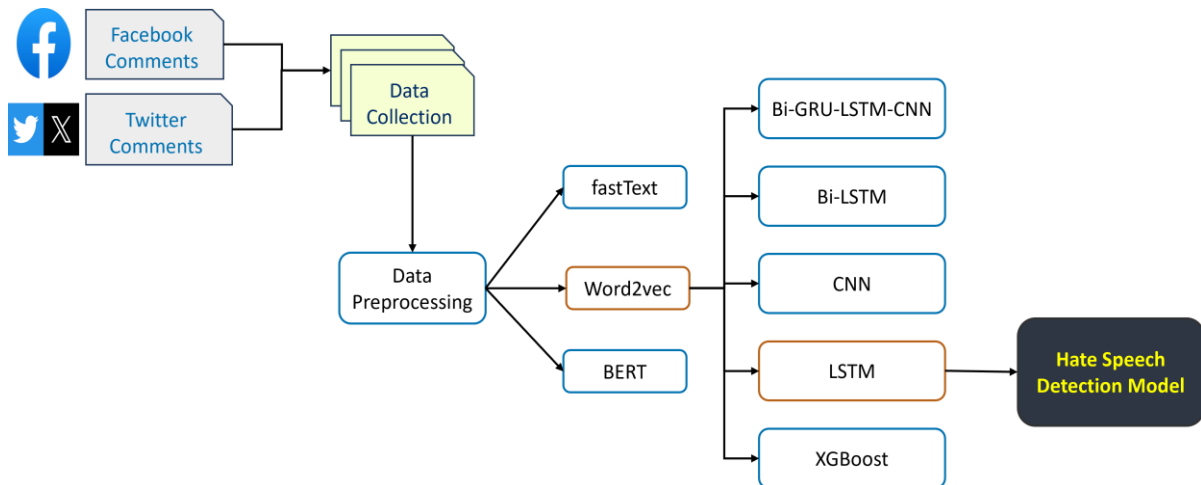 Facebook
Comments
Twitter
Comments
Data
Collection
Data
Preprocessing
fastText
Word2vec
BERT
Bi-GRU-LSTM-CNN
Bi-LSTM
CNN
LSTM
XGBoost
Hate Speech
Detection Model